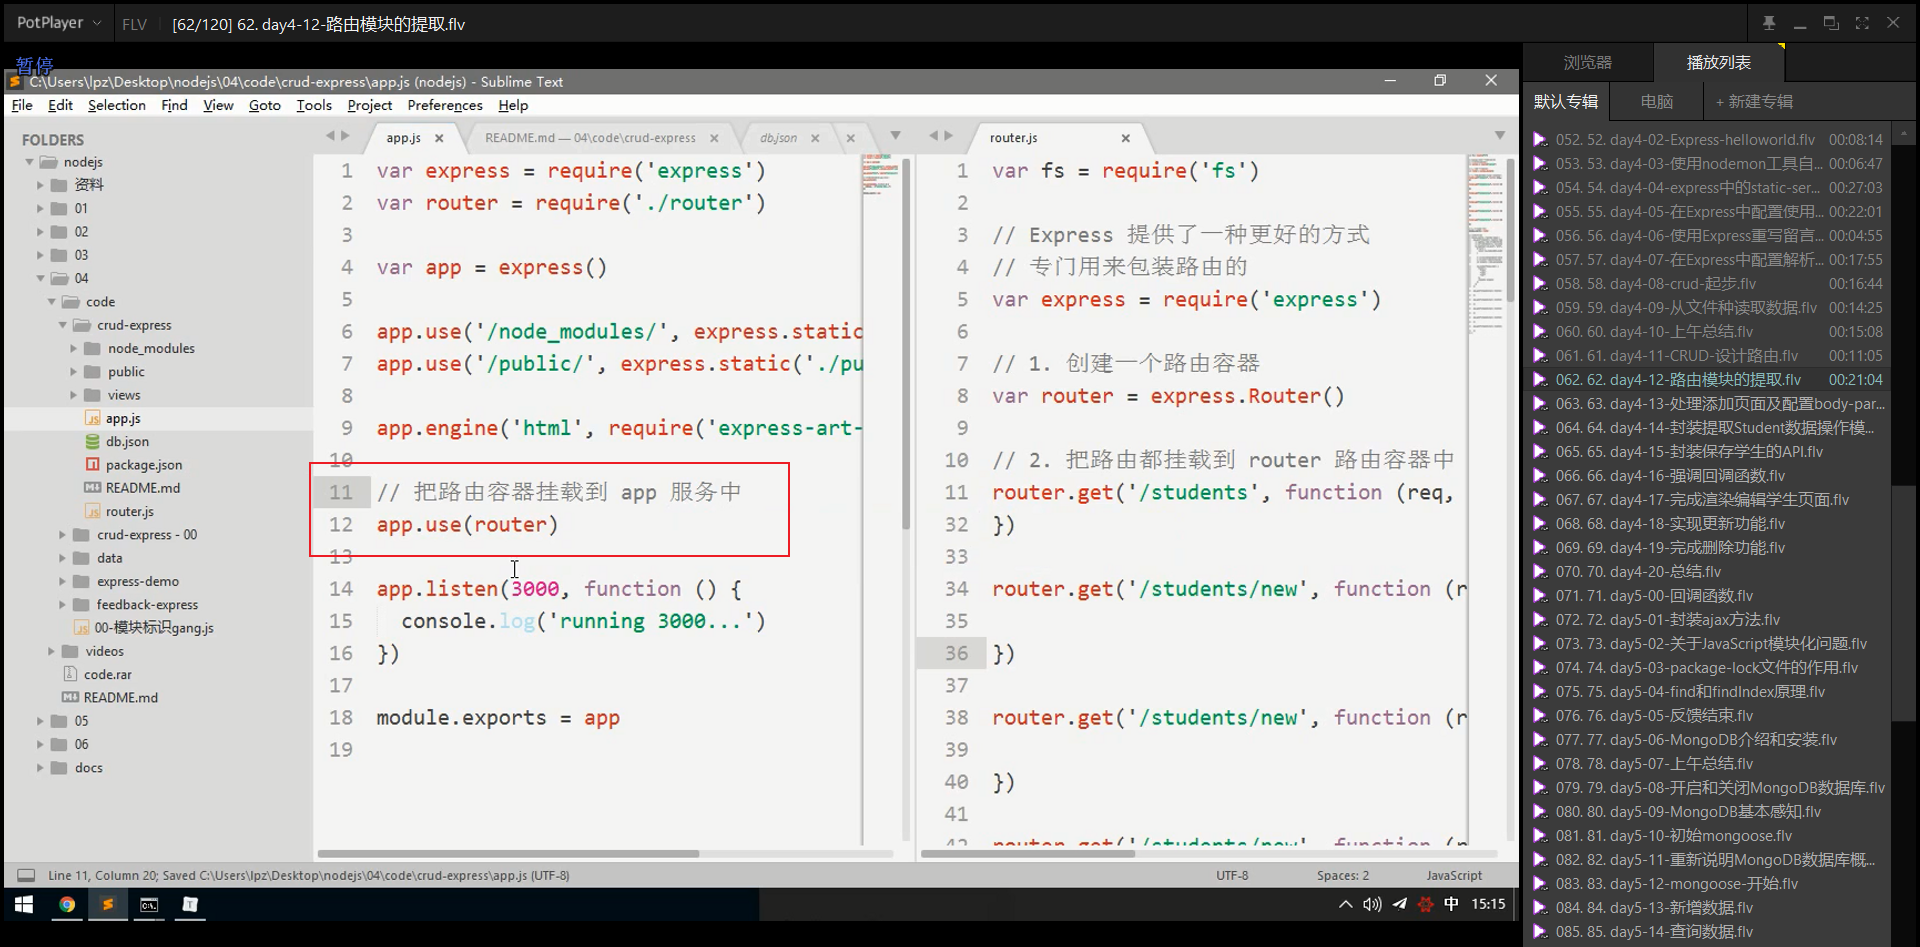 PotPlayer FLV [62/120] 62. day4-12-路由模块的提取.flv
暂停
C:\Users\lpz\Desktop\nodejs\04\code\crud-express\app.js (nodejs) - Sublime Text
File Edit Selection Find View Goto Tools Project Preferences Help
FOLDERS
nodejs
资料
01
02
03
04
code
crud-express
node_modules
public
views
app.js
db.json
package.json
README.md
router.js
crud-express - 00
data
express-demo
feedback-express
00-模块标识gang.js
videos
code.rar
README.md
05
06
docs
app.js README.md — 04\code\crud-express db.json
1 var express = require('express')
2 var router = require('./router')
3
4 var app = express()
5
6 app.use('/node_modules/', express.static
7 app.use('/public/', express.static('./pu
8
9 app.engine('html', require('express-art-
10
11 // 把路由容器挂载到 app 服务中
12 app.use(router)
13
14 app.listen(3000, function () {
15 console.log('running 3000...')
16 })
17
18 module.exports = app
19
router.js
1 var fs = require('fs')
2
3 // Express 提供了一种更好的方式
4 // 专门用来包装路由的
5 var express = require('express')
6
7 // 1. 创建一个路由容器
8 var router = express.Router()
9
10 // 2. 把路由都挂载到 router 路由容器中
11 router.get('/students', function (req,
32 })
33
34 router.get('/students/new', function (r
35
36 })
37
38 router.get('/students/new', function (r
39
40 })
41
42 router.get('/students/new', function (r
Line 11, Column 20; Saved C:\Users\lpz\Desktop\nodejs\04\code\crud-express\app.js (UTF-8) UTF-8 Spaces: 2 JavaScript
中 15:15
浏览器 播放列表
默认专辑 电脑 + 新建专辑
052. 52. day4-02-Express-helloworld.flv 00:08:14
053. 53. day4-03-使用nodemon工具自... 00:06:47
054. 54. day4-04-express中的static-ser... 00:27:03
055. 55. day4-05-在Express中配置使用... 00:22:01
056. 56. day4-06-使用Express重写留言... 00:04:55
057. 57. day4-07-在Express中配置解析... 00:17:55
058. 58. day4-08-crud-起步.flv 00:16:44
059. 59. day4-09-从文件种读取数据.flv 00:14:25
060. 60. day4-10-上午总结.flv 00:15:08
061. 61. day4-11-CRUD-设计路由.flv 00:11:05
062. 62. day4-12-路由模块的提取.flv 00:21:04
063. 63. day4-13-处理添加页面及配置body-par...
064. 64. day4-14-封装提取Student数据操作模...
065. 65. day4-15-封装保存学生的API.flv
066. 66. day4-16-强调回调函数.flv
067. 67. day4-17-完成渲染编辑学生页面.flv
068. 68. day4-18-实现更新功能.flv
069. 69. day4-19-完成删除功能.flv
070. 70. day4-20-总结.flv
071. 71. day5-00-回调函数.flv
072. 72. day5-01-封装ajax方法.flv
073. 73. day5-02-关于JavaScript模块化问题.flv
074. 74. day5-03-package-lock文件的作用.flv
075. 75. day5-04-find和findIndex原理.flv
076. 76. day5-05-反馈结束.flv
077. 77. day5-06-MongoDB介绍和安装.flv
078. 78. day5-07-上午总结.flv
079. 79. day5-08-开启和关闭MongoDB数据库.flv
080. 80. day5-09-MongoDB基本感知.flv
081. 81. day5-10-初始mongoose.flv
082. 82. day5-11-重新说明MongoDB数据库概...
083. 83. day5-12-mongoose-开始.flv
084. 84. day5-13-新增数据.flv
085. 85. day5-14-查询数据.flv